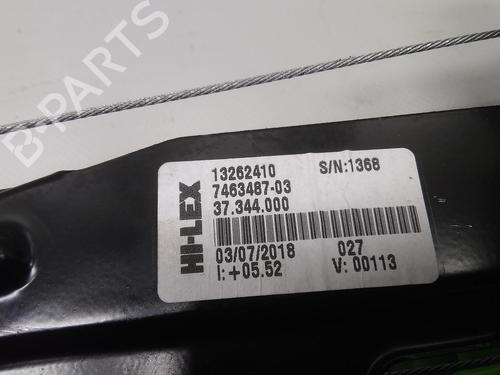 B-PARTS
HI-LEX
13262410 S/N:1368
7463487-03
37.344.000
03/07/2018 027
I:+05.52 V: 00113